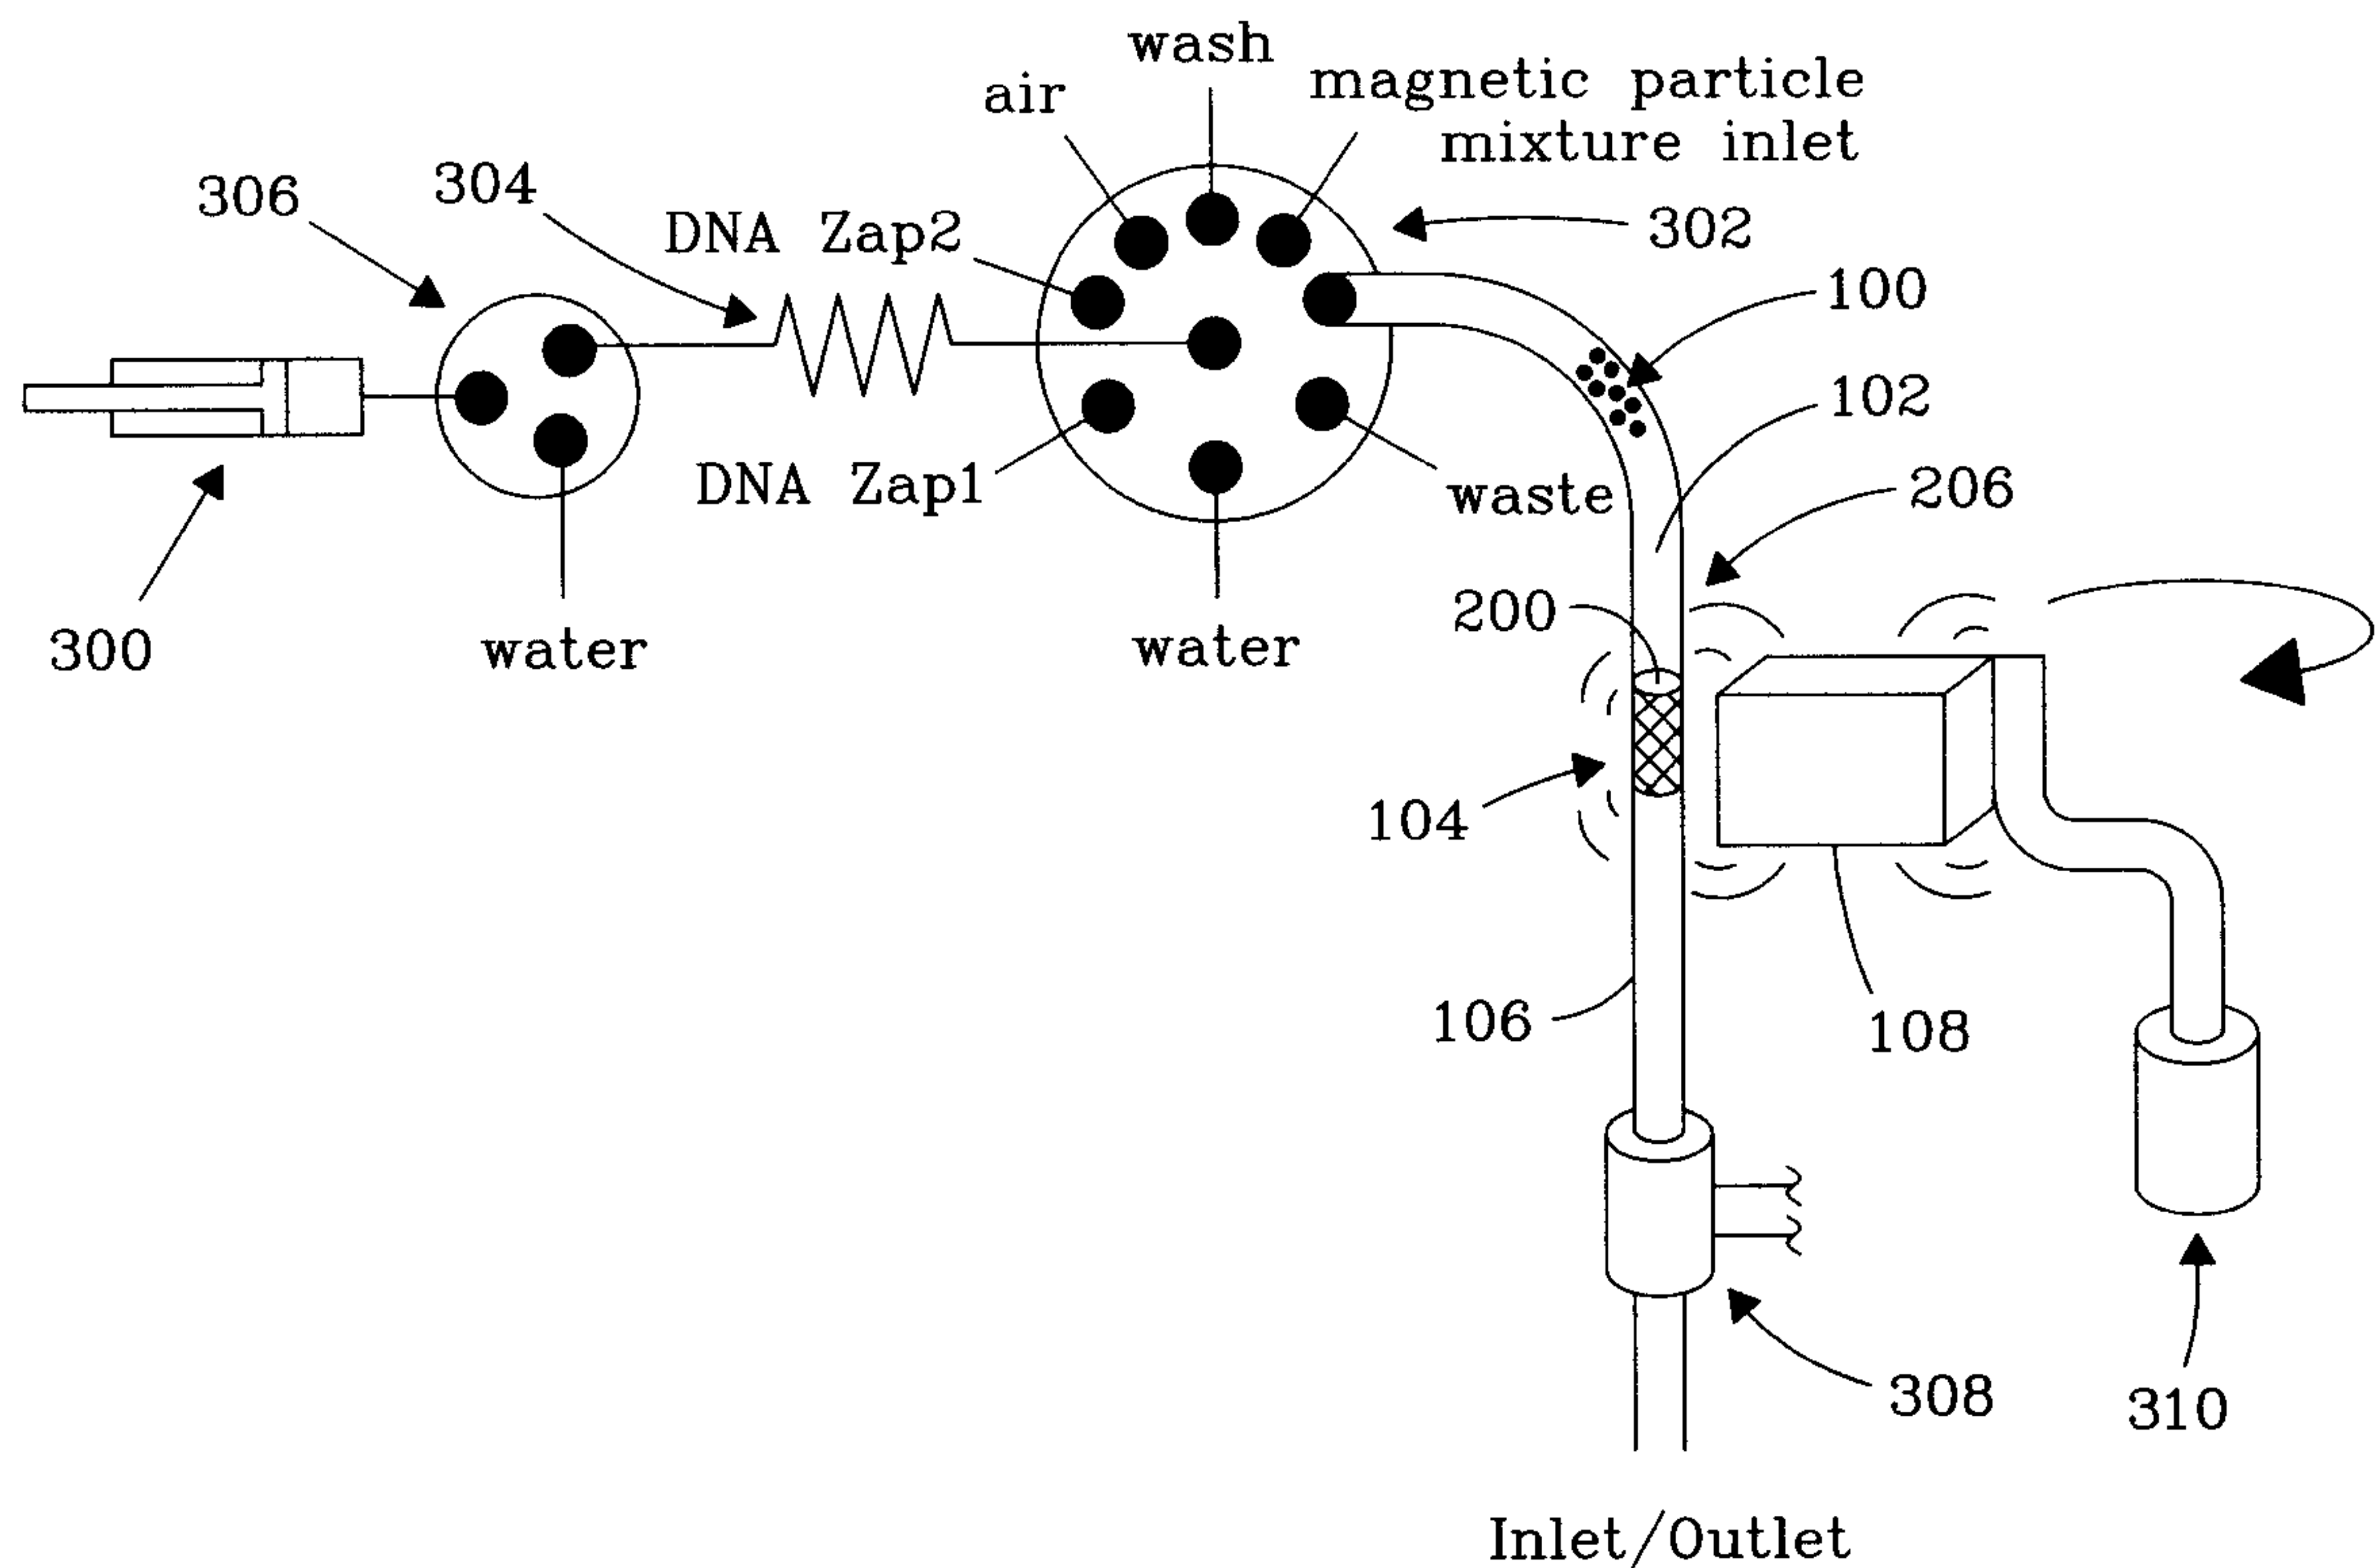 wash
air
magnetic particle
mixture inlet
306
304
DNA Zap2
302
100
102
DNA Zap1
waste
206
200
300
water
water
104
106
108
308
310
Inlet/Outlet